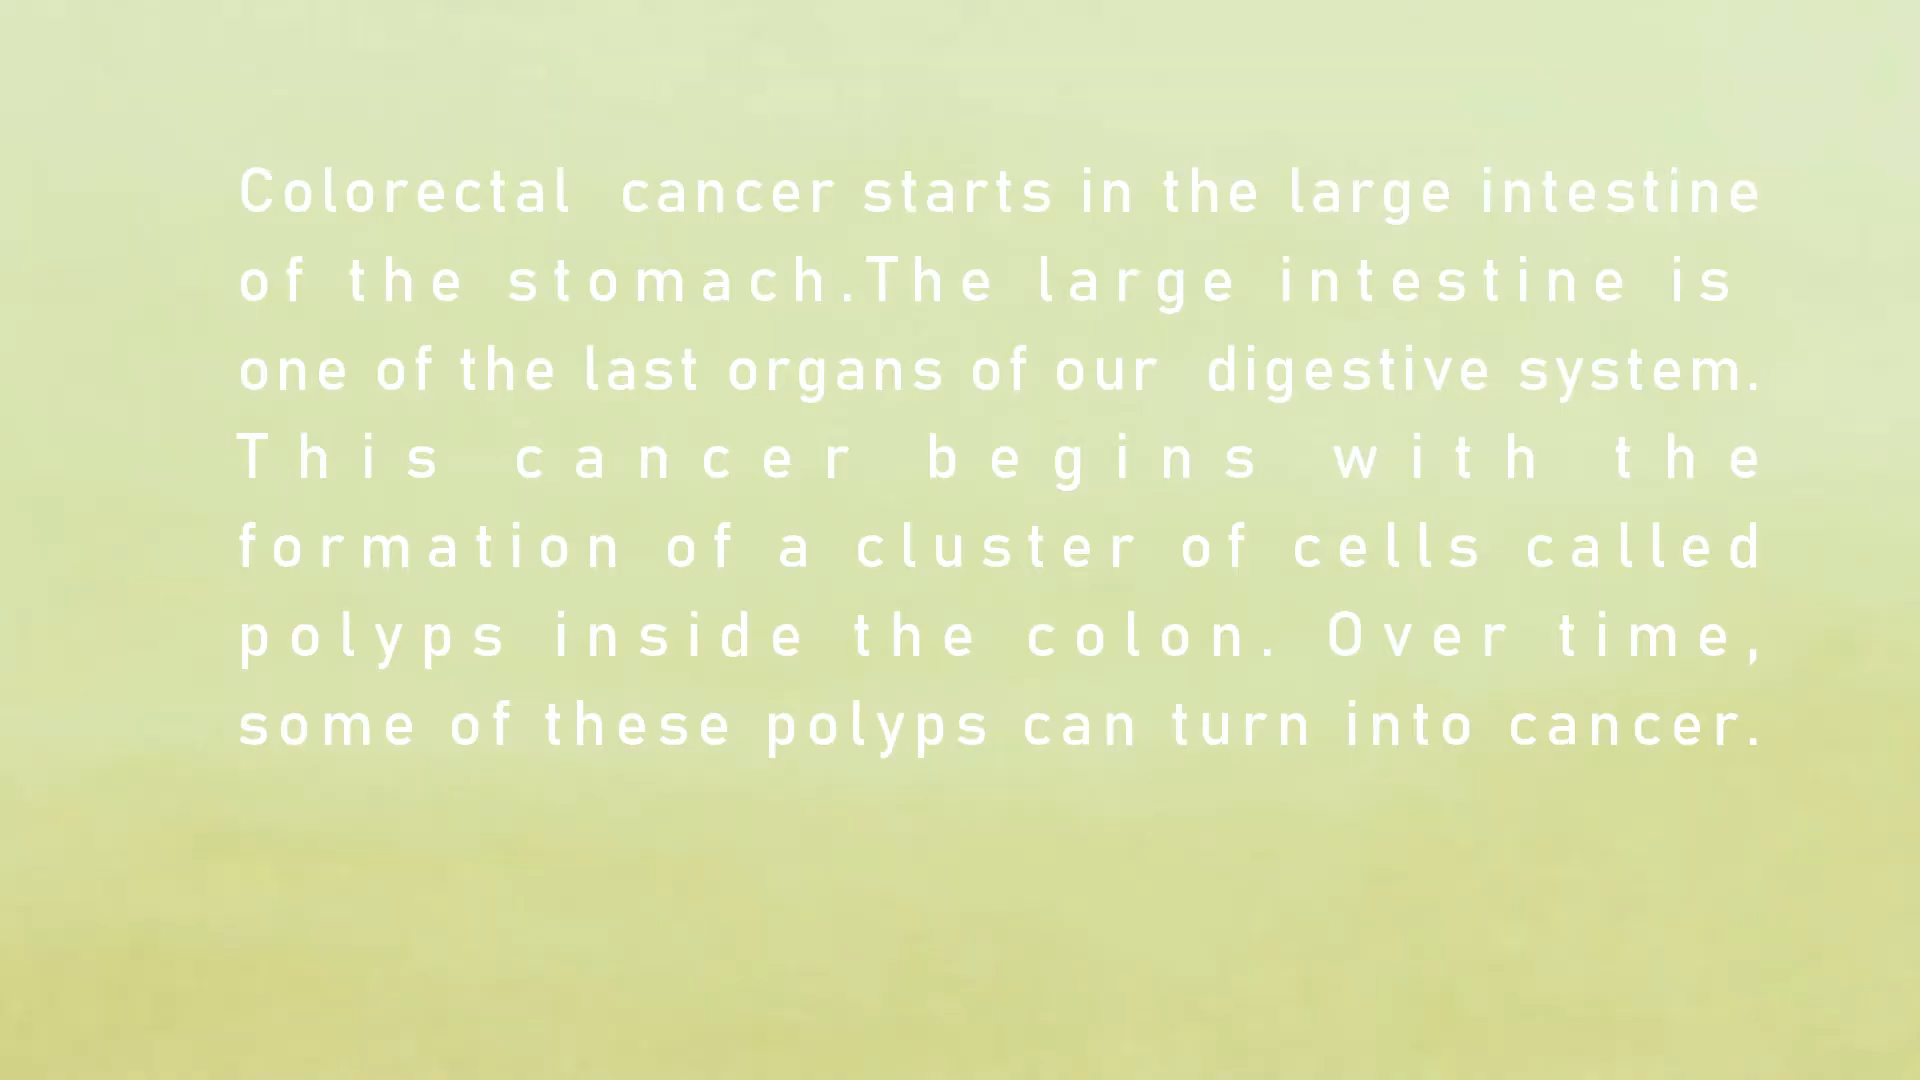 Colorectal  cancer starts in the large intestine
of the stomach.The large intestine is
one of the last organs of our  digestive system.
This cancer begins with the
formation of a cluster of cells called
polyps inside the colon. Over time,
some of these polyps can turn into cancer.